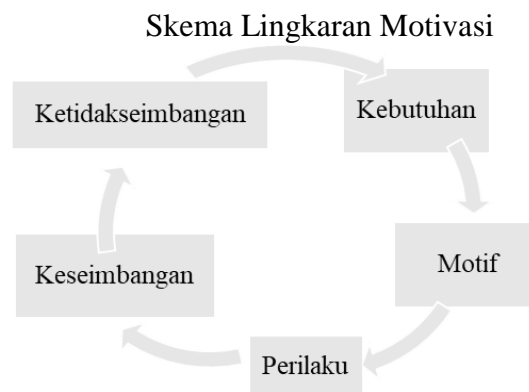 Skema Lingkaran Motivasi
Ketidakseimbangan
Kebutuhan
Motif
Perilaku
Keseimbangan